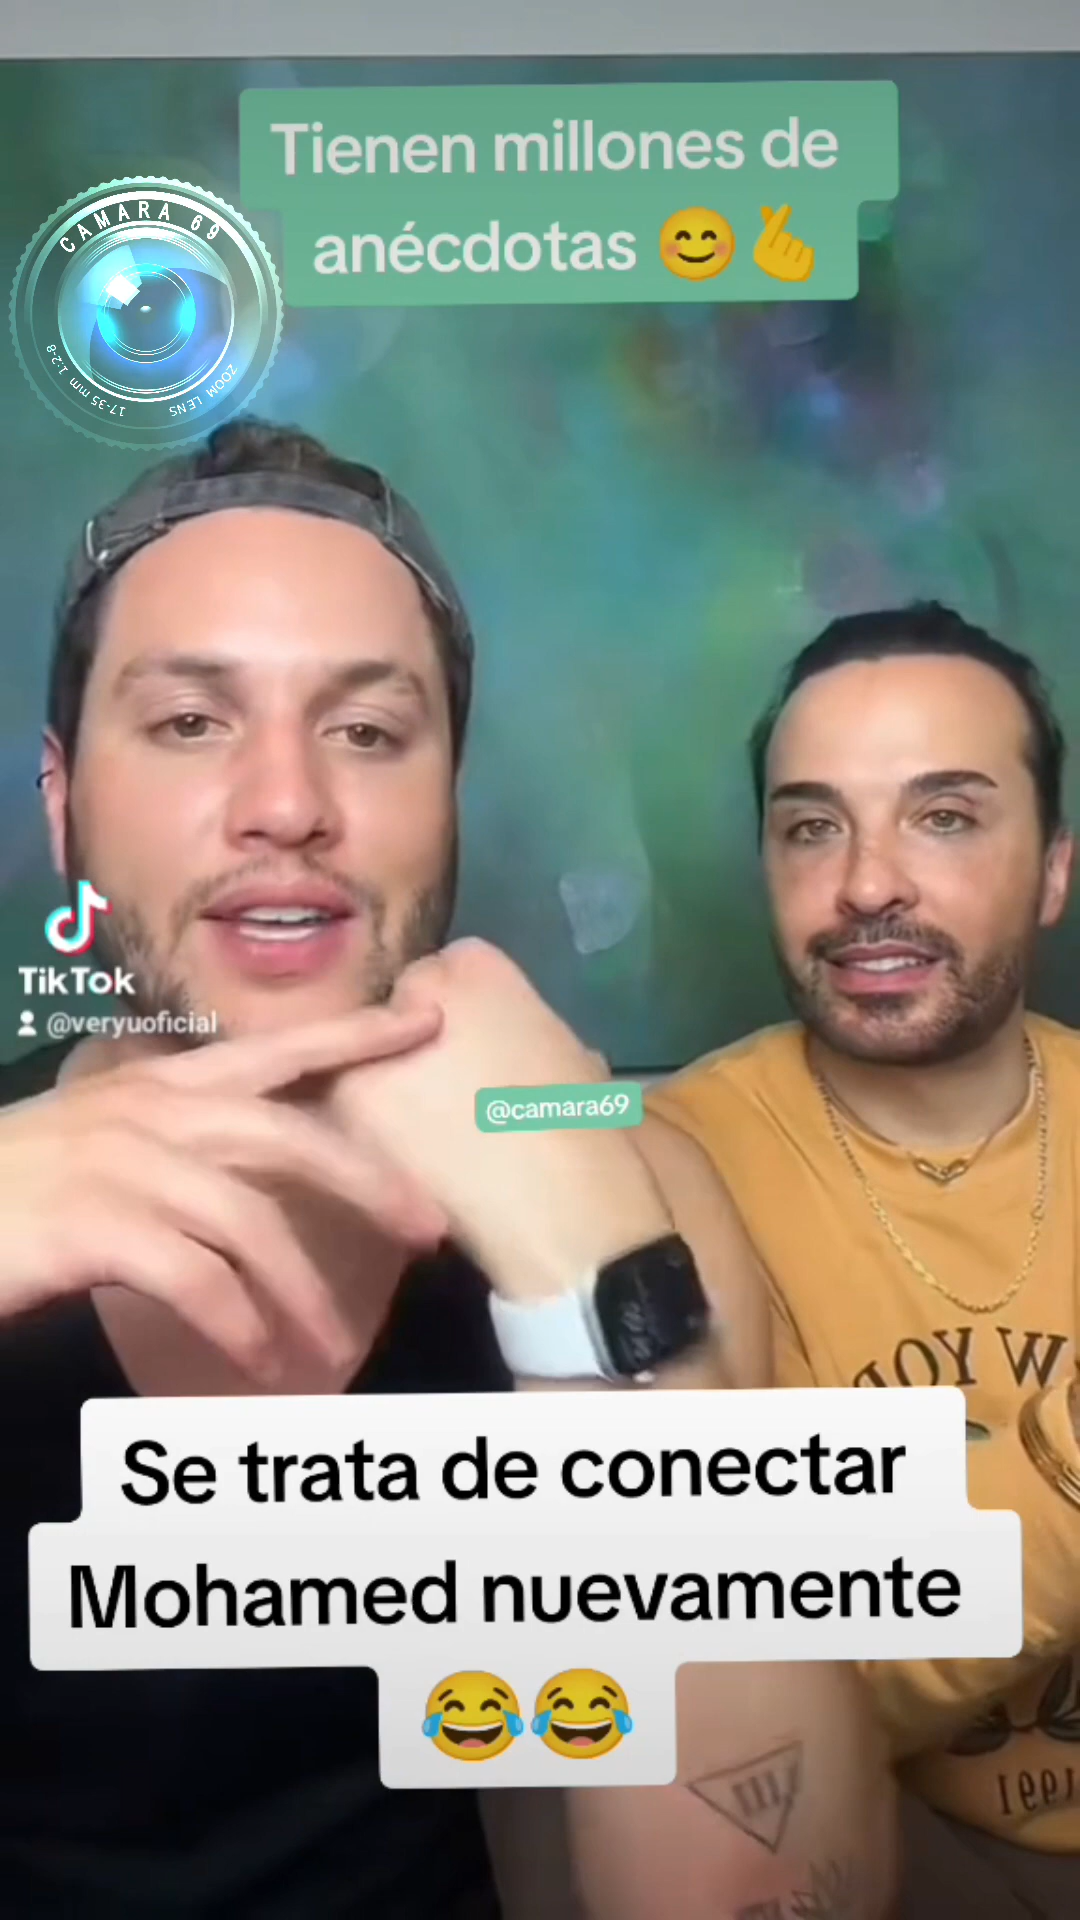 Tienen millones de
anécdotas 😊🫰
CAMARA 69
17-35 mm 1:2-8
ZOOM LENS
TikTok
@veryuoficial
@camara69
JOY W
Se trata de conectar
Mohamed nuevamente
😂😂